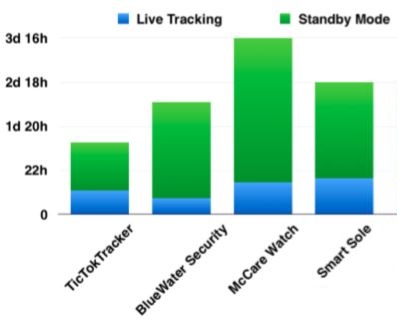 Live Tracking
Standby Mode
3d 16h
2d 18h
1d 20h
22h
0
TicTokTracker
BlueWater Security
McCare Watch
Smart Sole